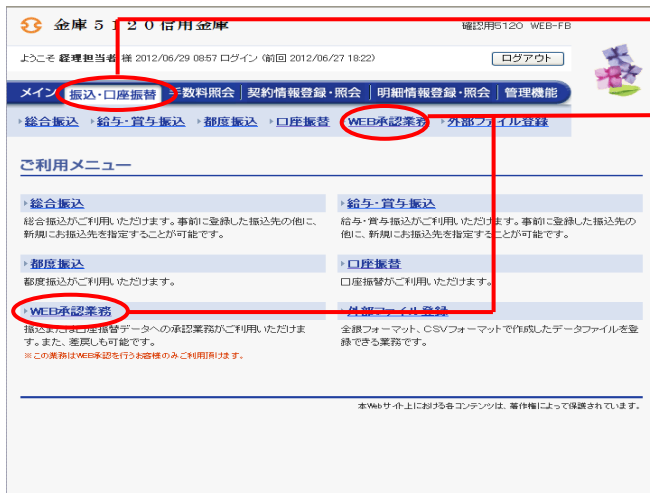 金庫5120信用金庫
確認用5120 WEB-FB
ようこそ 経理担当者 様 2012/06/29 08:57 ログイン (前回 2012/06/27 18:22)
ログアウト
メイン 振込・口座振替 手数料照会 契約情報登録・照会 明細情報登録・照会 管理機能
総合振込 給与・賞与振込 都度振込 口座振替 WEB承認業務 外部ファイル登録
ご利用メニュー
総合振込
総合振込がご利用いただけます。事前に登録した振込先の他に、
新規にお振込先を指定することが可能です。
給与・賞与振込
給与・賞与振込がご利用いただけます。事前に登録した振込先の
他に、新規にお振込先を指定することが可能です。
都度振込
都度振込がご利用いただけます。
口座振替
口座振替がご利用いただけます。
WEB承認業務
振込または口座振替データへの承認業務がご利用いただけま
す。また、差戻しも可能です。
※この業務はWEB承認を行うお客様のみご利用頂けます。
外部ファイル登録
全銀フォーマット、CSVフォーマットで作成したデータファイルを登
録できる業務です。
本Webサイト上における各コンテンツは、著作権によって保護されています。